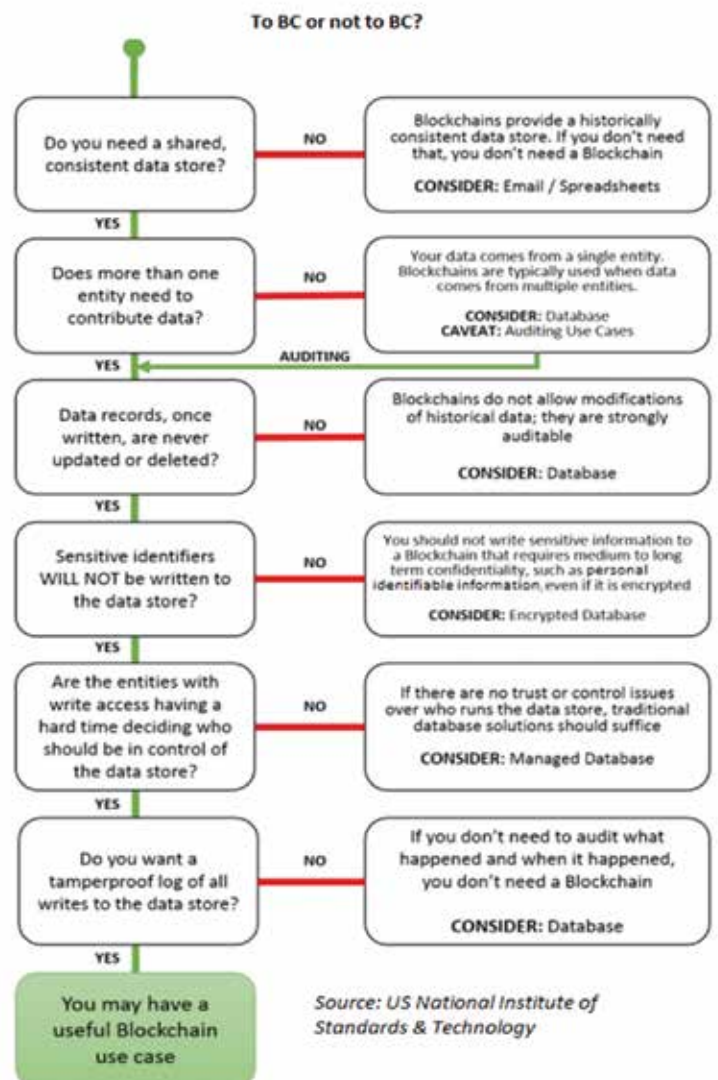 To BC or not to BC?
Do you need a shared,
consistent data store?
NO
Blockchains provide a historically
consistent data store. If you don't need
that, you don't need a Blockchain
CONSIDER: Email / Spreadsheets
YES
Does more than one
entity need to
contribute data?
NO
Your data comes from a single entity.
Blockchains are typically used when data
comes from multiple entities.
CONSIDER: Database
CAVEAT: Auditing Use Cases
YES
AUDITING
Data records, once
written, are never
updated or deleted?
NO
Blockchains do not allow modifications
of historical data; they are strongly
auditable
CONSIDER: Database
YES
Sensitive identifiers
WILL NOT be written to
the data store?
NO
You should not write sensitive information to
a Blockchain that requires medium to long
term confidentiality, such as personal
identifiable information, even if it is encrypted
CONSIDER: Encrypted Database
YES
Are the entities with
write access having a
hard time deciding who
should be in control of
the data store?
NO
If there are no trust or control issues
over who runs the data store, traditional
database solutions should suffice
CONSIDER: Managed Database
YES
Do you want a
tamperproof log of all
writes to the data store?
NO
If you don't need to audit what
happened and when it happened,
you don't need a Blockchain
CONSIDER: Database
YES
You may have a
useful Blockchain
use case
Source: US National Institute of
Standards & Technology